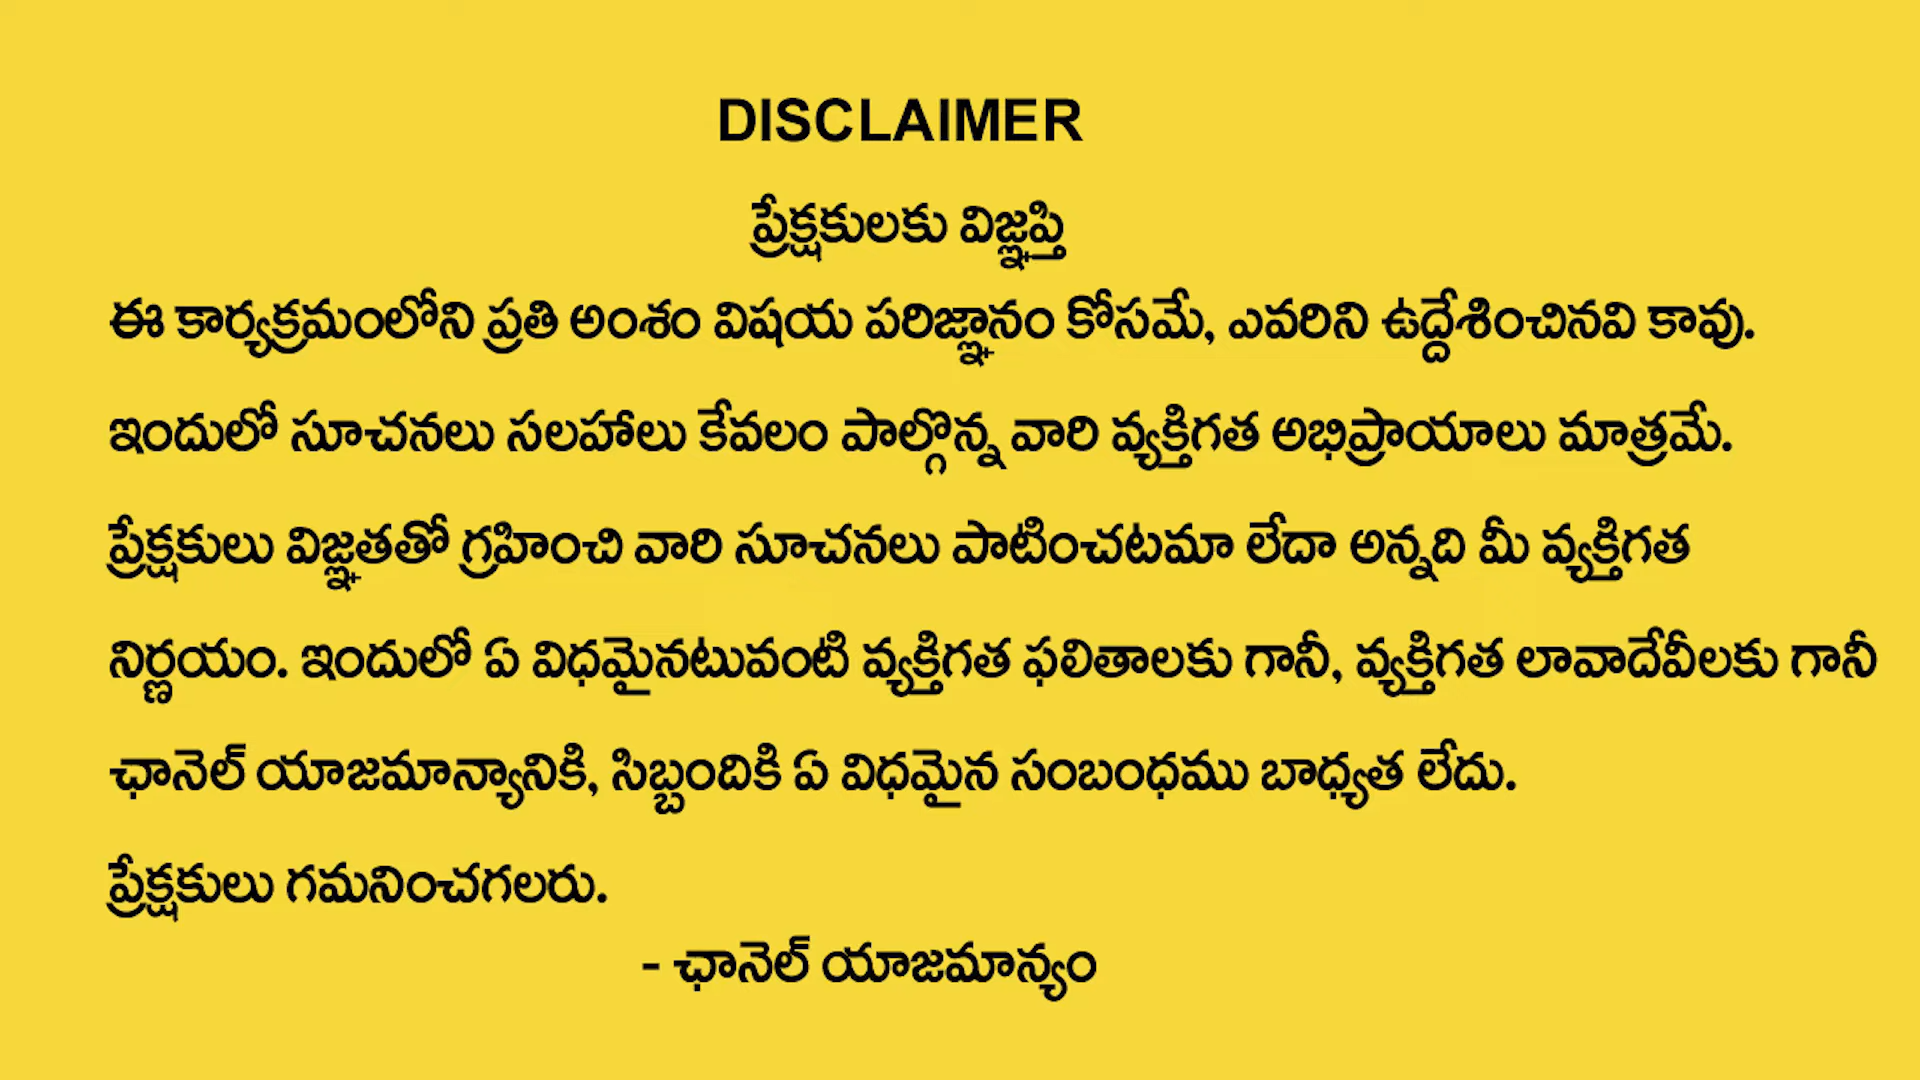 DISCLAIMER
ప్రేక్షకులకు విజ్ఞప్తి
ఈ కార్యక్రమంలోని ప్రతి అంశం విషయ పరిజ్ఞానం కోసమే, ఎవరిని ఉద్దేశించినవి కావు.
ఇందులో సూచనలు సలహాలు కేవలం పాల్గొన్న వారి వ్యక్తిగత అభిప్రాయాలు మాత్రమే.
ప్రేక్షకులు విజ్ఞతతో గ్రహించి వారి సూచనలు పాటించటమా లేదా అన్నది మీ వ్యక్తిగత
నిర్ణయం. ఇందులో ఏ విధమైనటువంటి వ్యక్తిగత ఫలితాలకు గానీ, వ్యక్తిగత లావాదేవీలకు గానీ
ఛానెల్ యాజమాన్యానికి, సిబ్బందికి ఏ విధమైన సంబంధము బాధ్యత లేదు.
ప్రేక్షకులు గమనించగలరు.
- ఛానెల్ యాజమాన్యం